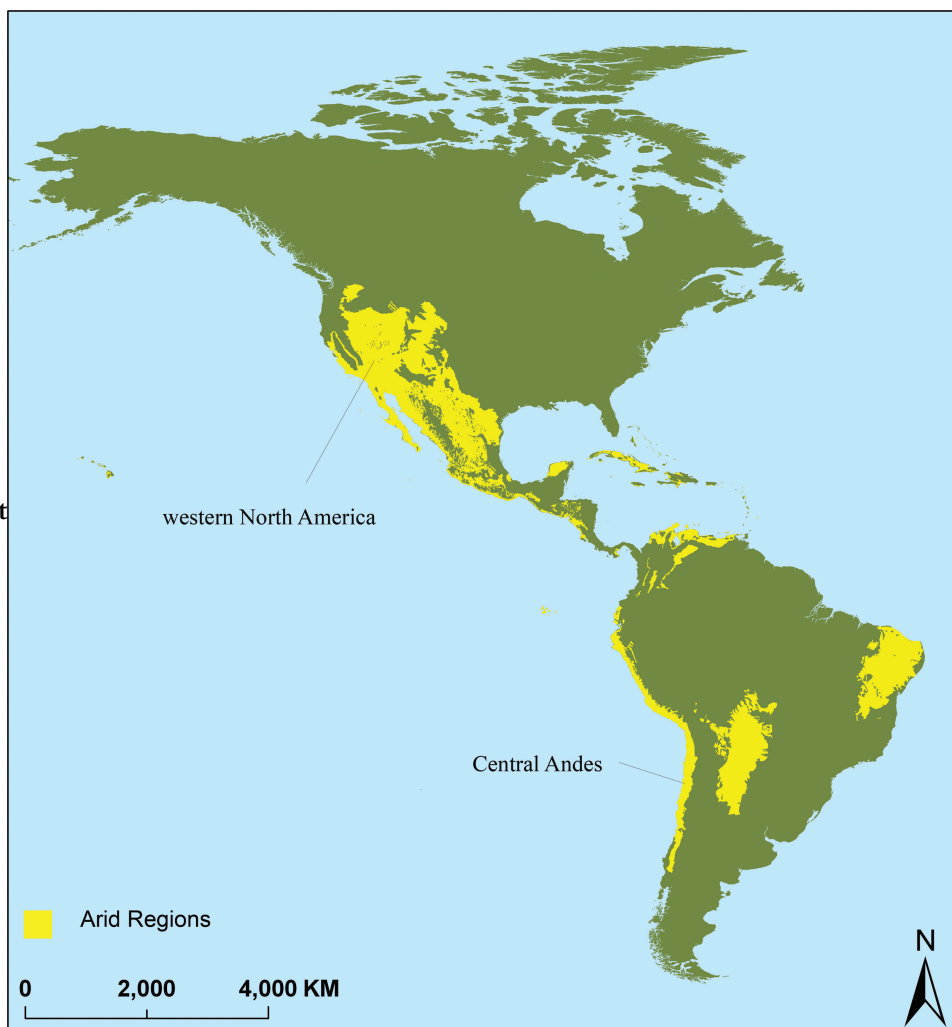 t
western North America
Central Andes
Arid Regions
N
0 2,000 4,000 KM